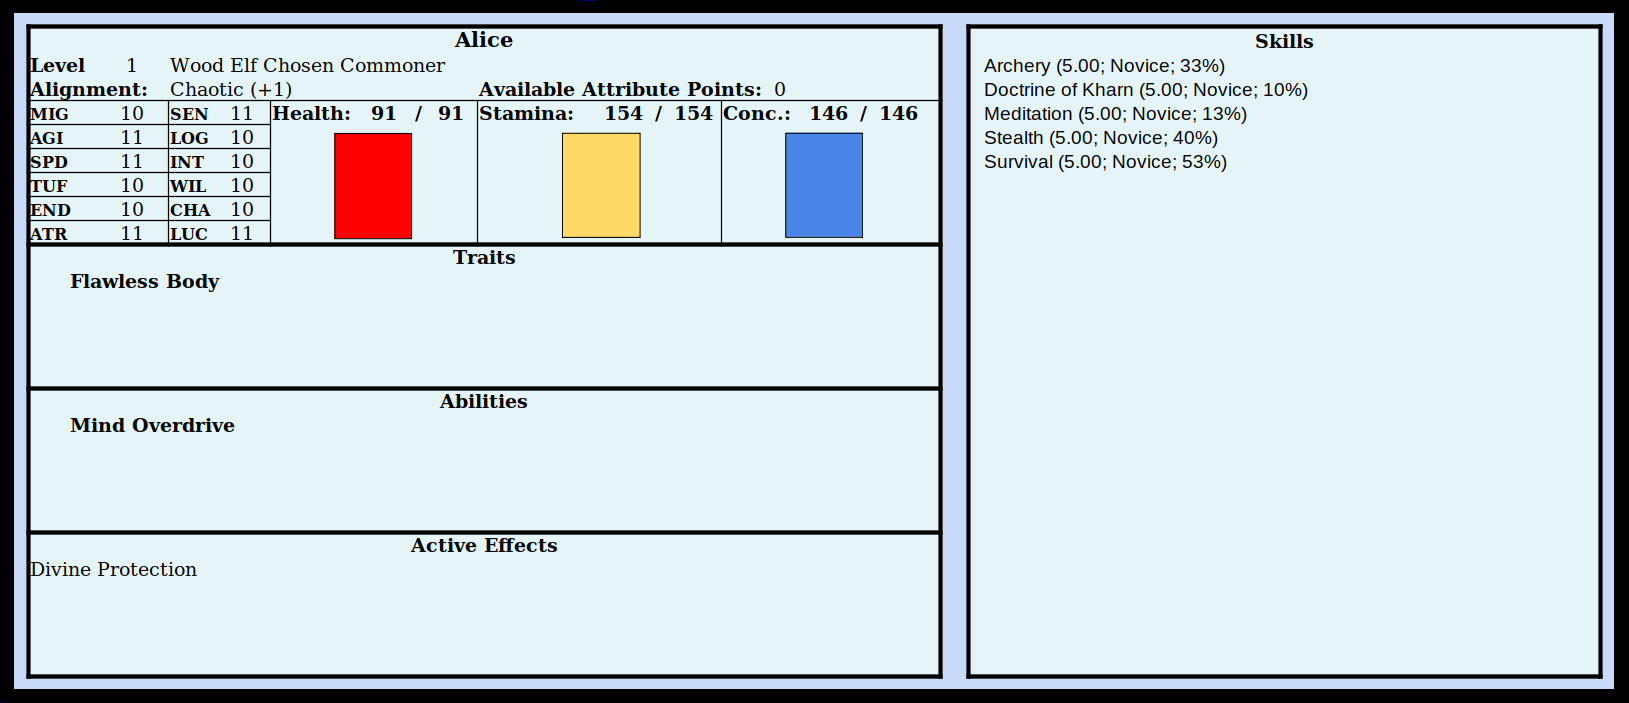 Alice
Level 1 Wood Elf Chosen Commoner
Alignment: Chaotic (+1) Available Attribute Points: 0
MIG 10 SEN 11 Health: 91 / 91 Stamina: 154 / 154 Conc.: 146 / 146
AGI 11 LOG 10
SPD 11 INT 10
TUF 10 WIL 10
END 10 CHA 10
ATR 11 LUC 11
Traits
Flawless Body
Abilities
Mind Overdrive
Active Effects
Divine Protection
Skills
Archery (5.00; Novice; 33%)
Doctrine of Kharn (5.00; Novice; 10%)
Meditation (5.00; Novice; 13%)
Stealth (5.00; Novice; 40%)
Survival (5.00; Novice; 53%)